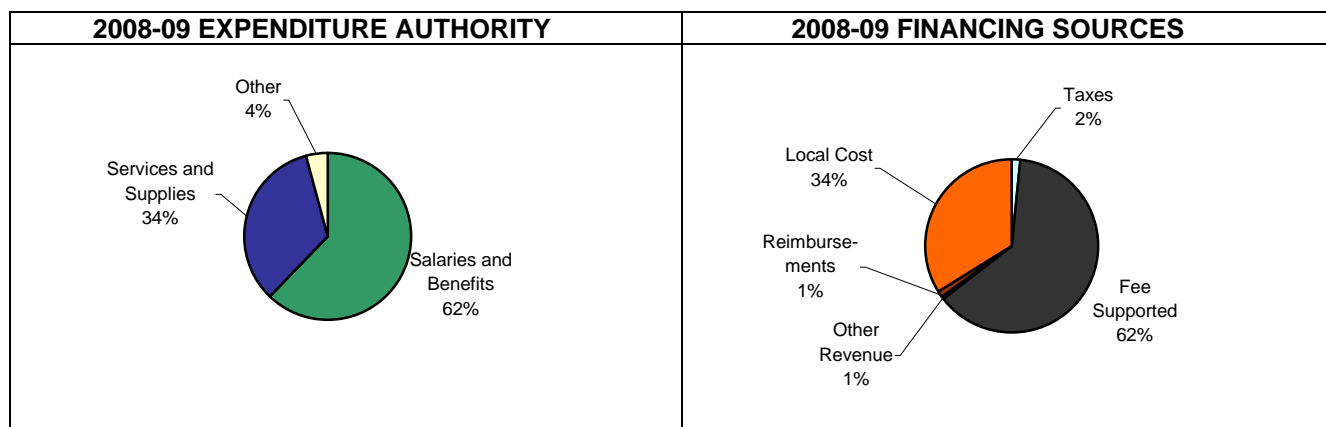 2008-09 EXPENDITURE AUTHORITY
Other
4%
Services and
Supplies
34%
Salaries and
Benefits
62%
2008-09 FINANCING SOURCES
Taxes
2%
Local Cost
34%
Reimburse-
ments
1%
Other
Revenue
1%
Fee
Supported
62%